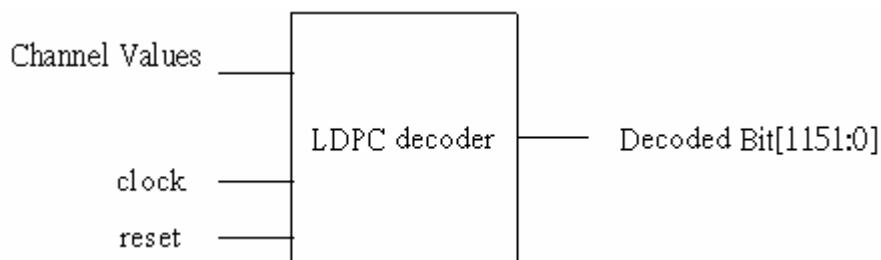 Channel Values
LDPC decoder
Decoded Bit[1151:0]
clock
reset